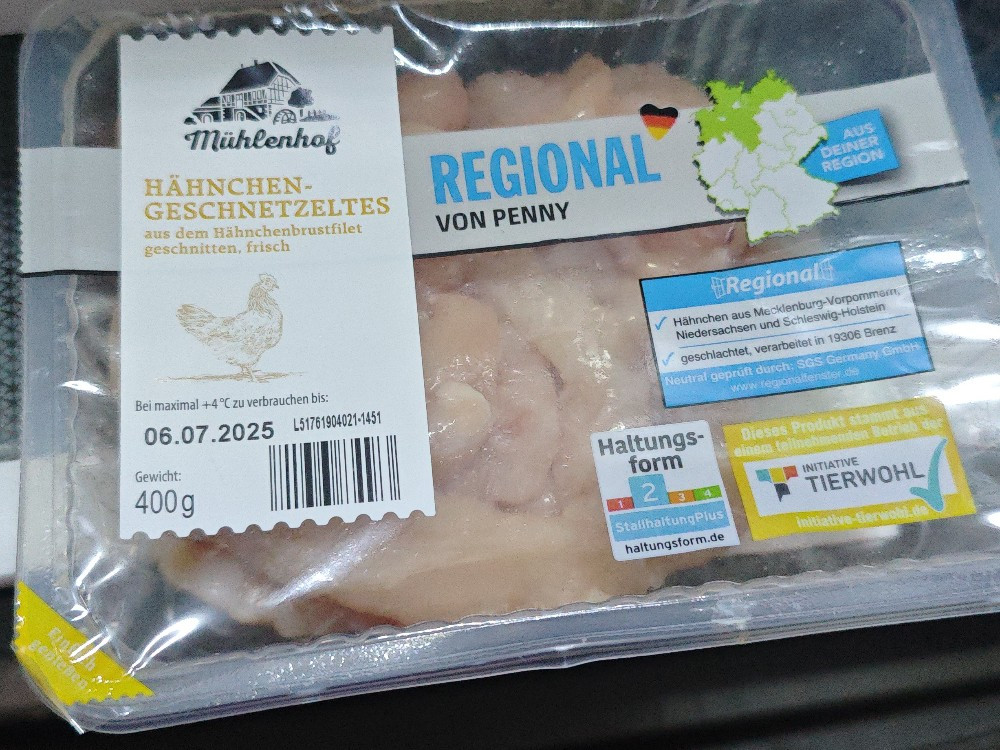 Mühlenhof
HÄHNCHEN-
GESCHNETZELTES
aus dem Hähnchenbrustfilet
geschnitten, frisch
Bei maximal +4°C zu verbrauchen bis:
06.07.2025 L51761904021-1451
Gewicht:
400g
REGIONAL
VON PENNY
AUS
DEINER
REGION
Regional
Hähnchen aus Mecklenburg-Vorpommern,
Niedersachsen und Schleswig-Holstein
geschlachtet, verarbeitet in 19306 Brenz
Neutral geprüft durch: SGS Germany GmbH
www.regionalfenster.de
Haltungs-
form
1 2 3 4
StallhaltungPlus
haltungsform.de
Dieses Produkt stammt aus
einem teilnehmenden Betrieb der
INITIATIVE
TIERWOHL
initiative-tierwohl.de
Einfach
genießen